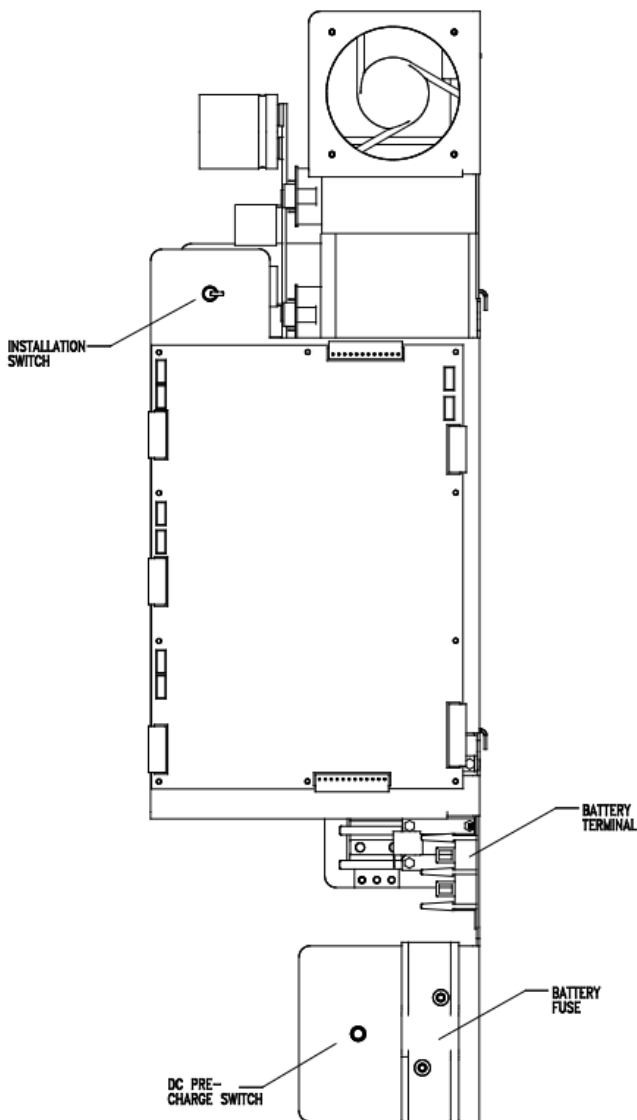 INSTALLATION
SWITCH
BATTERY
TERMINAL
BATTERY
FUSE
DC PRE-
CHARGE SWITCH